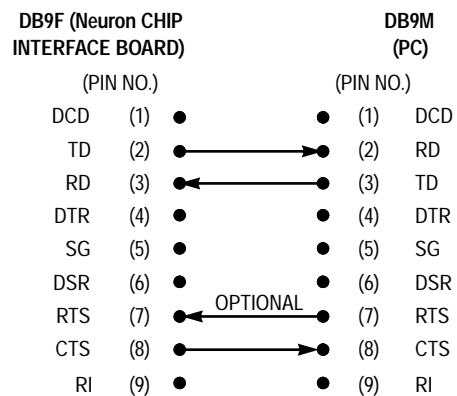 DB9F (Neuron CHIP INTERFACE BOARD)
DB9M (PC)
(PIN NO.) (PIN NO.)
DCD (1) (1) DCD
TD (2) (2) RD
RD (3) (3) TD
DTR (4) (4) DTR
SG (5) (5) SG
DSR (6) (6) DSR
OPTIONAL
RTS (7) (7) RTS
CTS (8) (8) CTS
RI (9) (9) RI